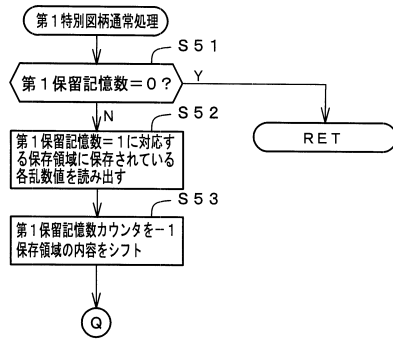 第1特別図柄通常処理
S51
第1保留記憶数=0?
Y
N
RET
S52
第1保留記憶数=1に対応す
る保存領域に保存されている
各乱数値を読み出す
S53
第1保留記憶数カウンタを-1
保存領域の内容をシフト
Q